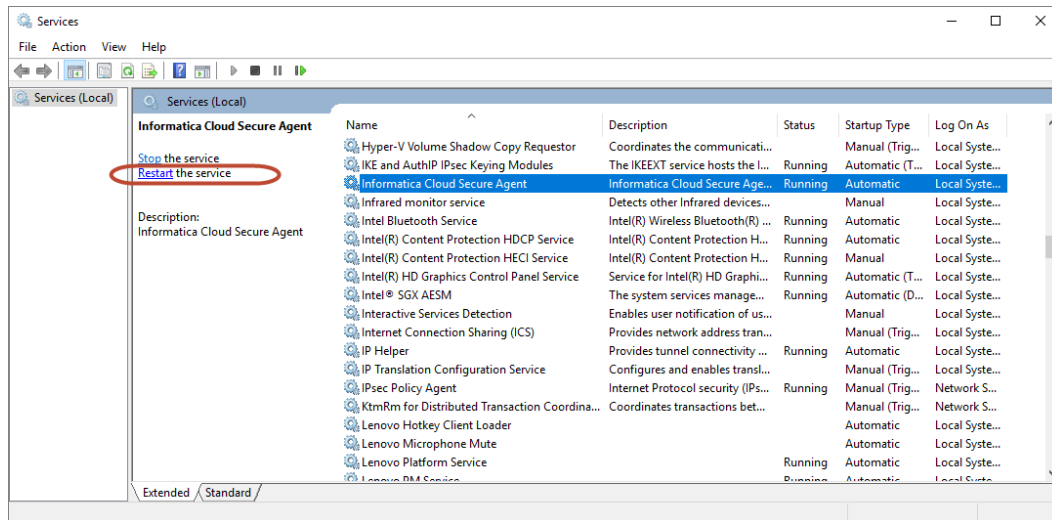 Services
File Action View Help
Services (Local)
Services (Local)
Informatica Cloud Secure Agent
Stop the service
Restart the service
Description:
Informatica Cloud Secure Agent
Name Description Status Startup Type Log On As
Hyper-V Volume Shadow Copy Requestor Coordinates the communicati... Manual (Trig... Local Syste...
IKE and AuthIP IPsec Keying Modules The IKEEXT service hosts the I... Running Automatic (T... Local Syste...
Informatica Cloud Secure Agent Informatica Cloud Secure Age... Running Automatic Local Syste...
Infrared monitor service Detects other Infrared devices... Manual Local Syste...
Intel Bluetooth Service Intel(R) Wireless Bluetooth(R) ... Running Automatic Local Syste...
Intel(R) Content Protection HDCP Service Intel(R) Content Protection H... Running Automatic Local Syste...
Intel(R) Content Protection HECI Service Intel(R) Content Protection H... Running Manual Local Syste...
Intel(R) HD Graphics Control Panel Service Service for Intel(R) HD Graphi... Running Automatic (T... Local Syste...
Intel® SGX AESM The system services manage... Running Automatic (D... Local Syste...
Interactive Services Detection Enables user notification of us... Manual Local Syste...
Internet Connection Sharing (ICS) Provides network address tran... Manual (Trig... Local Syste...
IP Helper Provides tunnel connectivity ... Running Automatic Local Syste...
IP Translation Configuration Service Configures and enables transl... Manual (Trig... Local Syste...
IPsec Policy Agent Internet Protocol security (IPs... Running Manual (Trig... Network S...
KtmRm for Distributed Transaction Coordina... Coordinates transactions bet... Manual (Trig... Network S...
Lenovo Hotkey Client Loader Automatic Local Syste...
Lenovo Microphone Mute Automatic Local Syste...
Lenovo Platform Service Running Automatic Local Syste...
Lenovo PM Service Running Automatic Local Syste...
Extended Standard